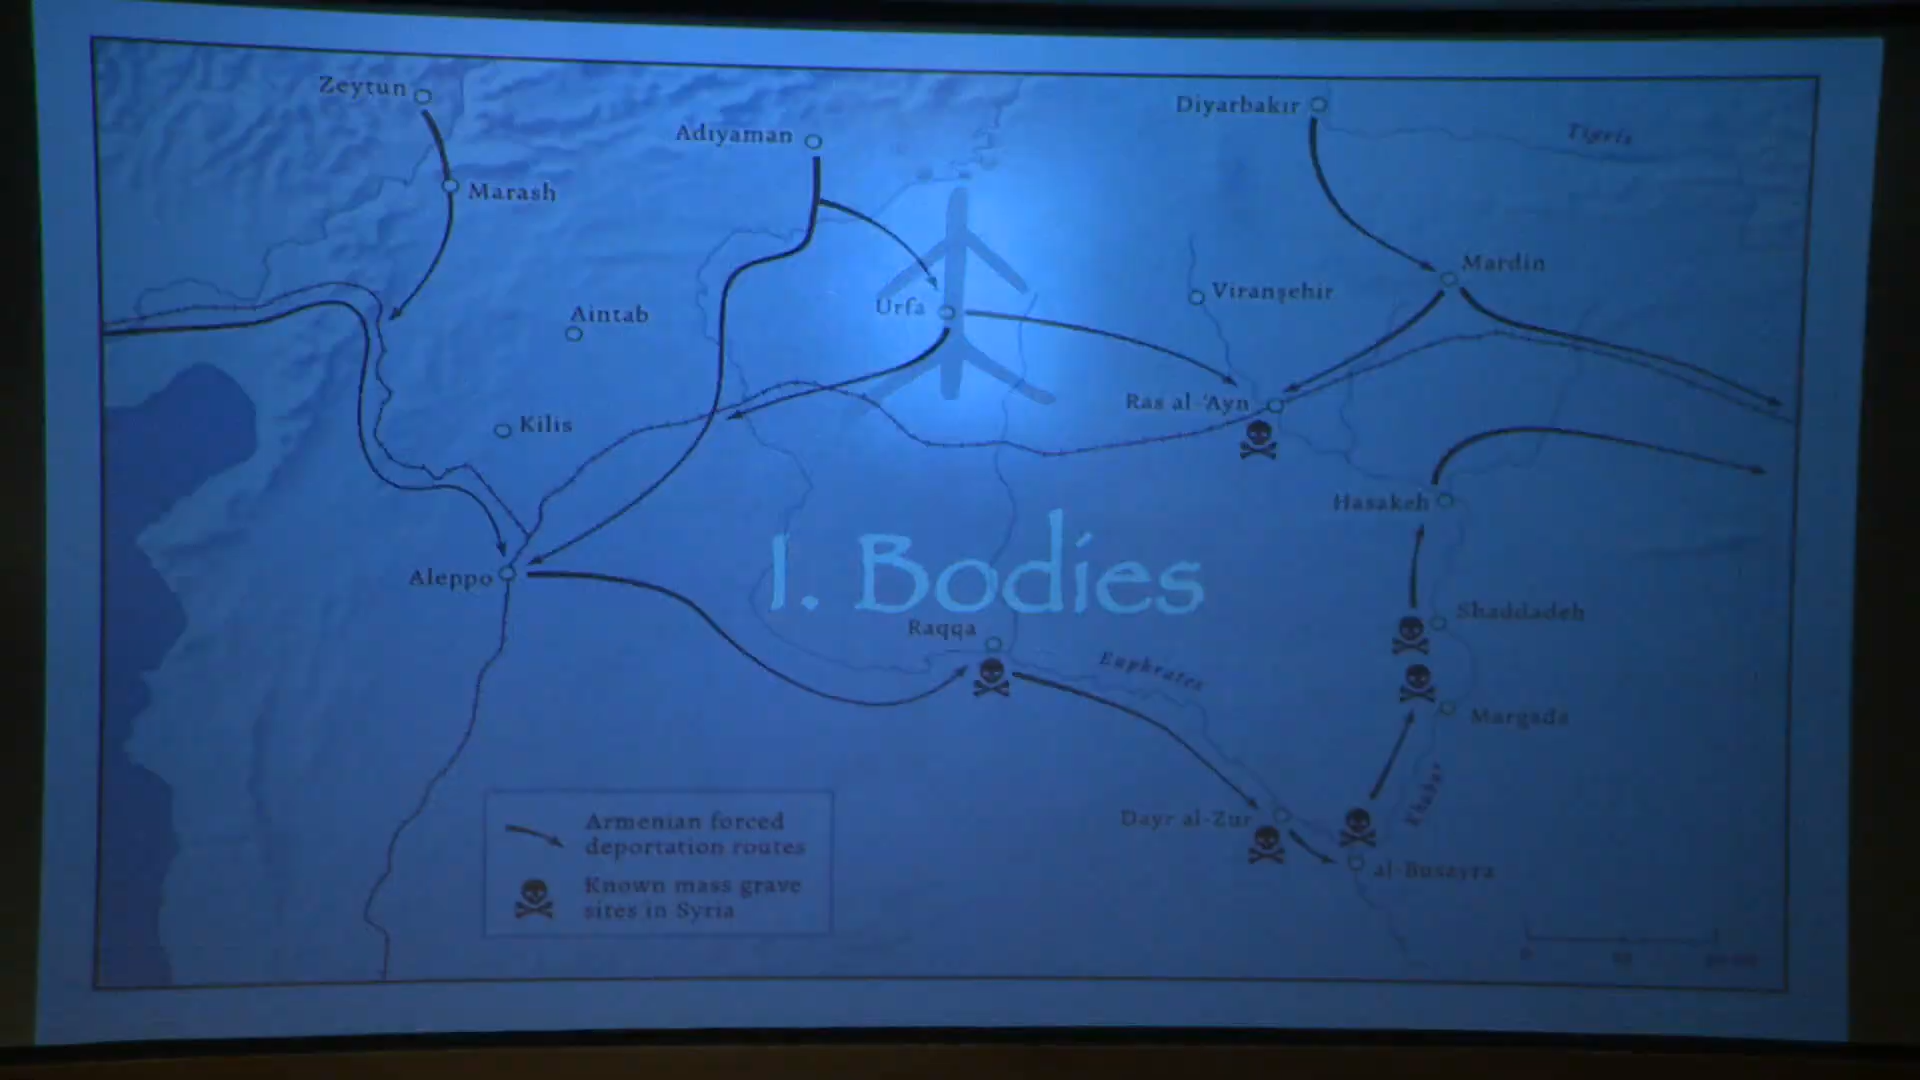 Zeytun
Diyarbakır
Adıyaman
Tigris
Marash
Mardin
Viranşehir
Urfa
Aintab
Ras al-'Ayn
Kilis
Hasakeh
I. Bodies
Aleppo
Shaddadeh
Raqqa
Euphrates
Margada
Khabur
Dayr al-Zur
al-Busayra
Armenian forced
deportation routes
Known mass grave
sites in Syria
0